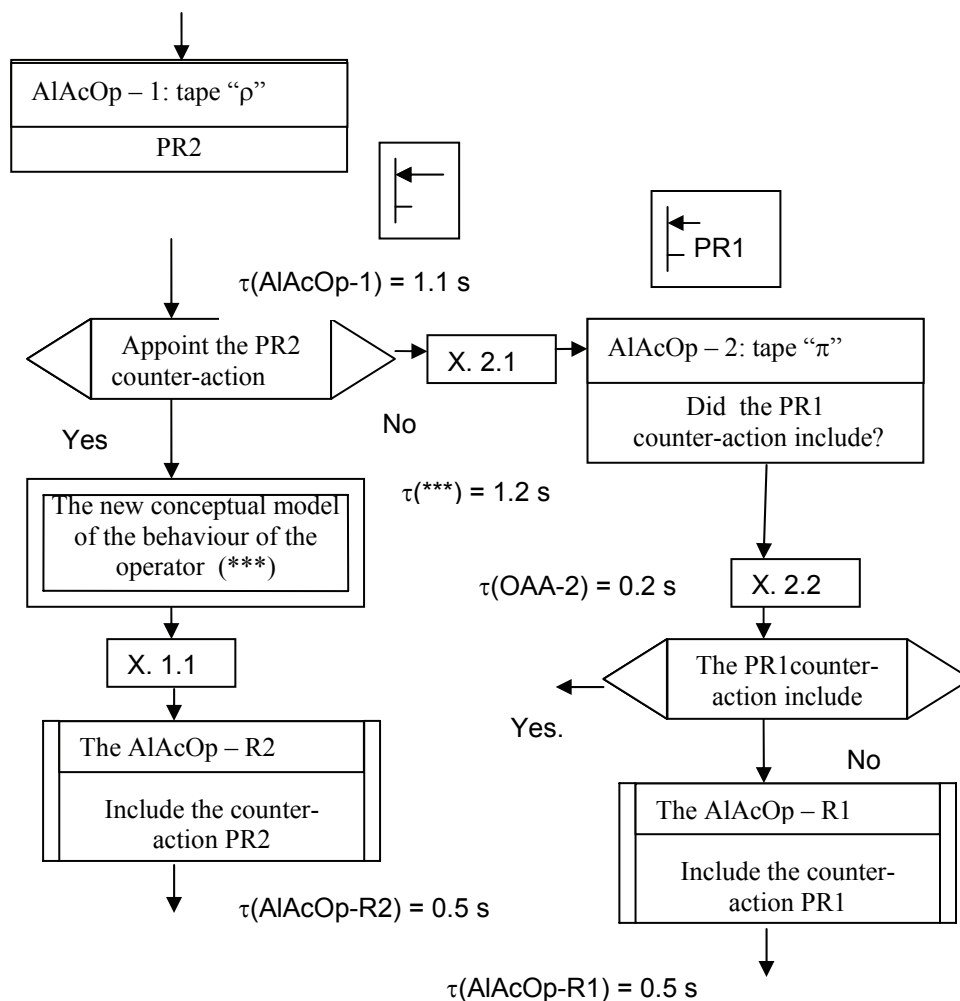 AlAcOp – 1: tape “ρ”
PR2
PR1
τ(AlAcOp-1) = 1.1 s
Appoint the PR2
counter-action
X. 2.1
AlAcOp – 2: tape “π”
Did the PR1
counter-action include?
Yes
No
τ(***) = 1.2 s
The new conceptual model
of the behaviour of the
operator (***)
τ(OAA-2) = 0.2 s
X. 2.2
X. 1.1
The PR1counter-
action include
Yes.
No
The AlAcOp – R2
Include the counter-
action PR2
The AlAcOp – R1
Include the counter-
action PR1
τ(AlAcOp-R2) = 0.5 s
τ(AlAcOp-R1) = 0.5 s